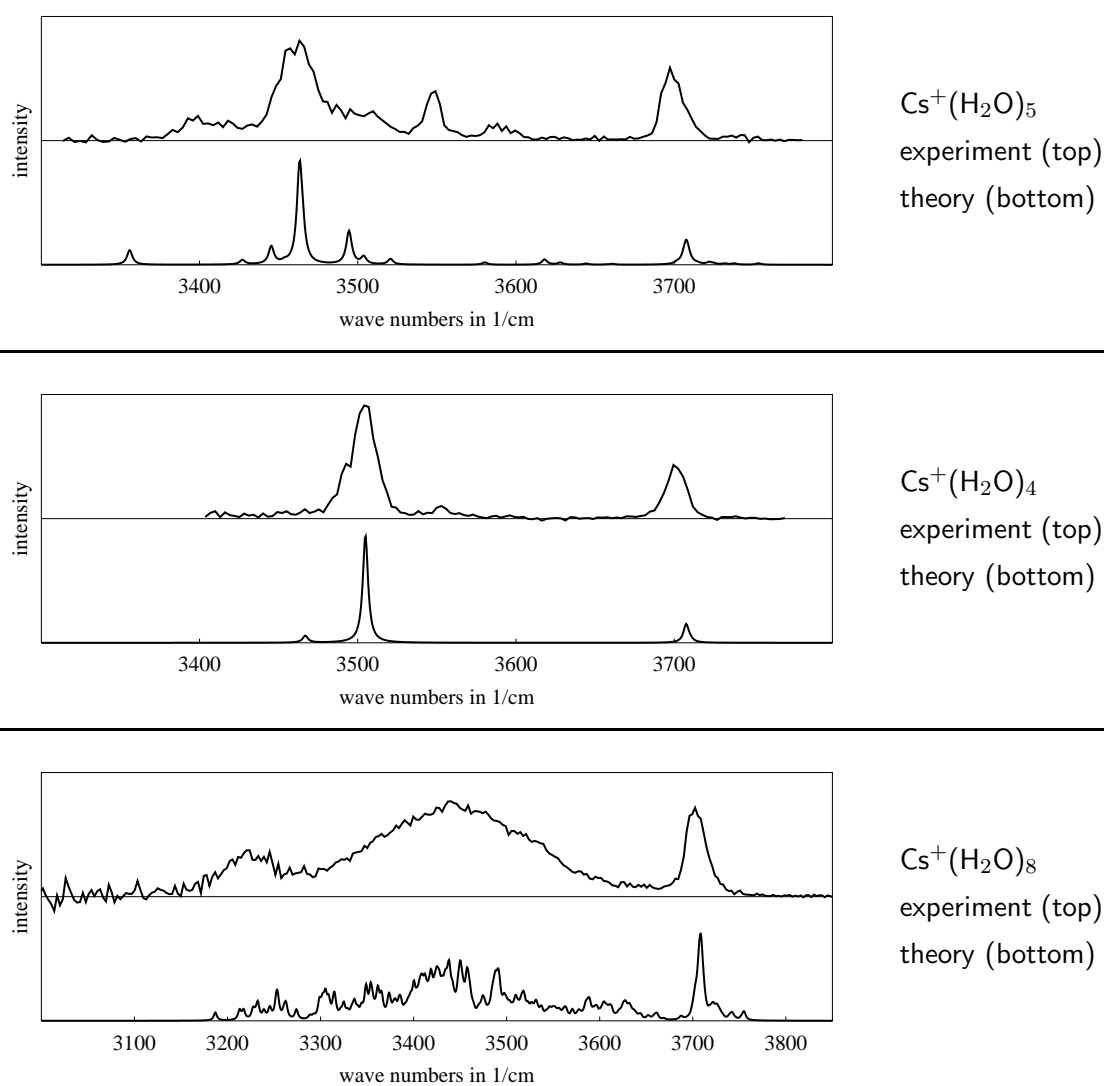 intensity
3400 3500 3600 3700
wave numbers in 1/cm
Cs⁺(H₂O)₅
experiment (top)
theory (bottom)
intensity
3400 3500 3600 3700
wave numbers in 1/cm
Cs⁺(H₂O)₄
experiment (top)
theory (bottom)
intensity
3100 3200 3300 3400 3500 3600 3700 3800
wave numbers in 1/cm
Cs⁺(H₂O)₈
experiment (top)
theory (bottom)